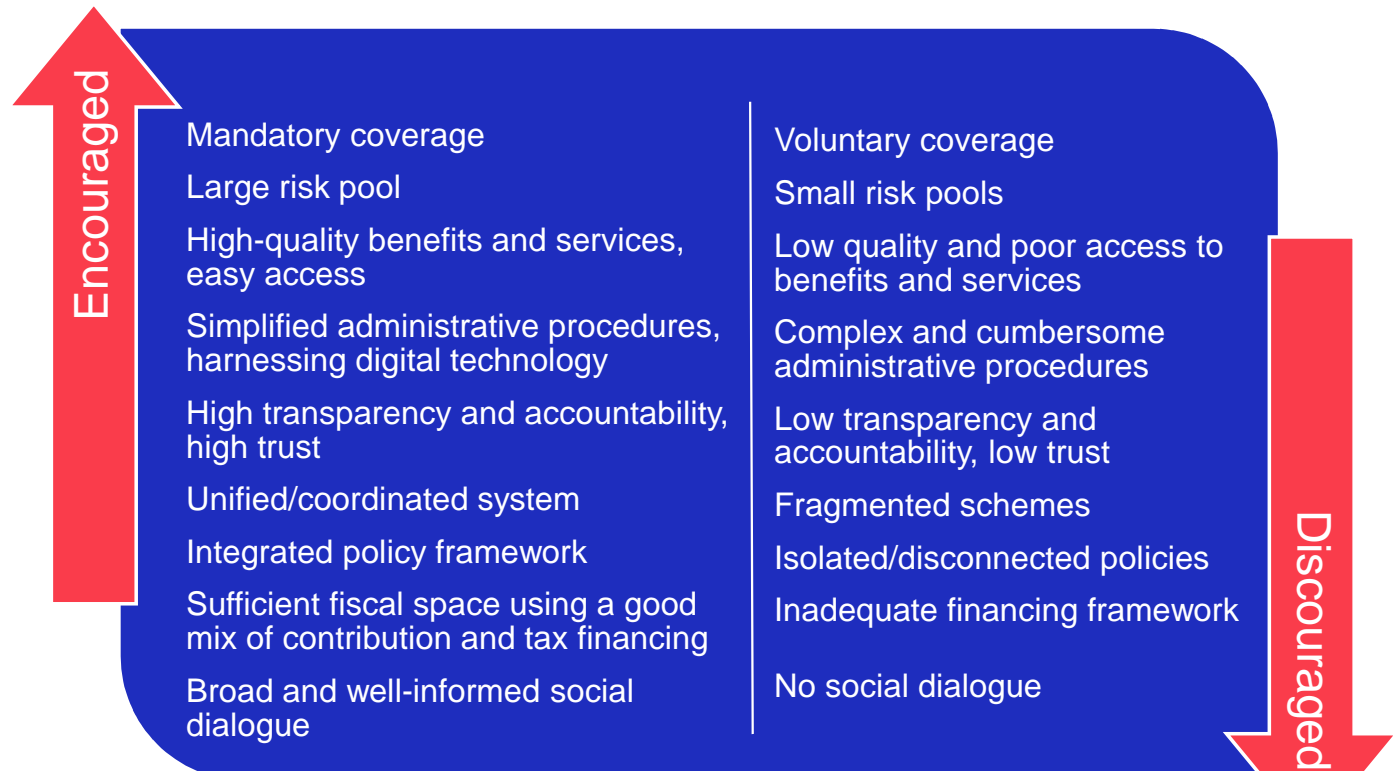 Encouraged
Mandatory coverage
Large risk pool
High-quality benefits and services,
easy access
Simplified administrative procedures,
harnessing digital technology
High transparency and accountability,
high trust
Unified/coordinated system
Integrated policy framework
Sufficient fiscal space using a good
mix of contribution and tax financing
Broad and well-informed social
dialogue
Voluntary coverage
Small risk pools
Low quality and poor access to
benefits and services
Complex and cumbersome
administrative procedures
Low transparency and
accountability, low trust
Fragmented schemes
Isolated/disconnected policies
Inadequate financing framework
No social dialogue
Discouraged